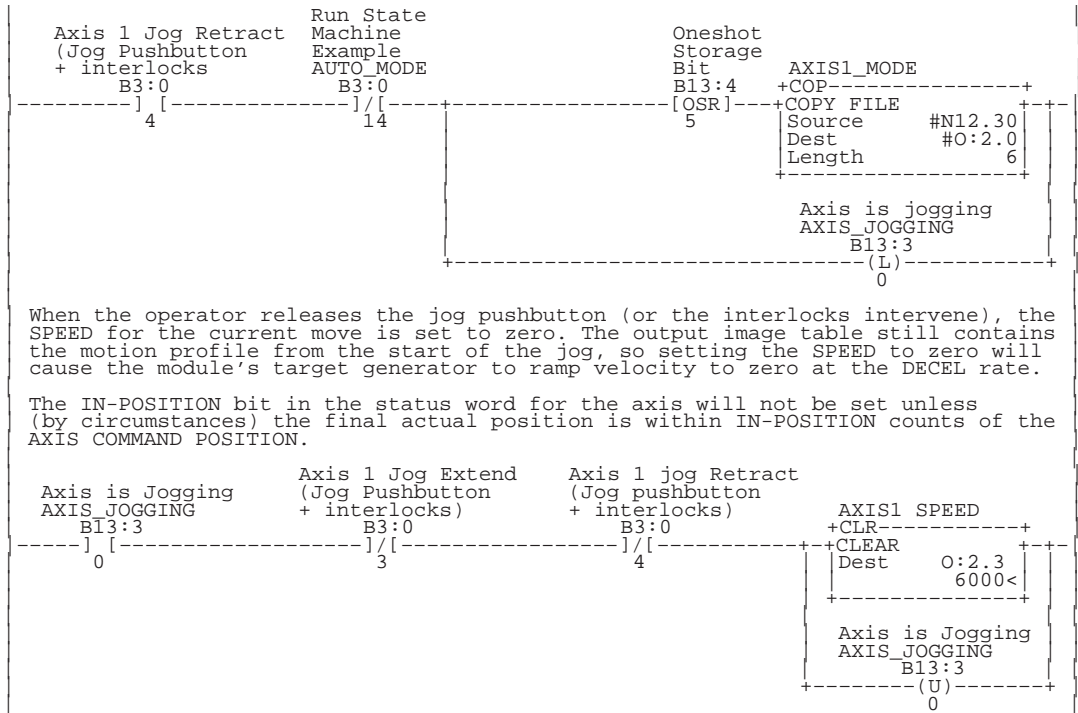 Run State
Axis 1 Jog Retract Machine Oneshot
(Jog Pushbutton Example Storage
+ interlocks AUTO_MODE Bit AXIS1_MODE
B3:0 B3:0 B13:4 +COP---------------+
---------] [---------------]/[----+------------------[OSR]---+COPY FILE +-+-
4 14 5 Source #N12.30
Dest #O:2.0
Length 6
+------------------+
Axis is jogging
AXIS_JOGGING
B13:3
+--------------------------------(L)-----------+
0
When the operator releases the jog pushbutton (or the interlocks intervene), the
SPEED for the current move is set to zero. The output image table still contains
the motion profile from the start of the jog, so setting the SPEED to zero will
cause the module's target generator to ramp velocity to zero at the DECEL rate.
The IN-POSITION bit in the status word for the axis will not be set unless
(by circumstances) the final actual position is within IN-POSITION counts of the
AXIS COMMAND POSITION.
Axis 1 Jog Extend Axis 1 jog Retract
Axis is Jogging (Jog Pushbutton (Jog pushbutton
AXIS_JOGGING + interlocks) + interlocks) AXIS1 SPEED
B13:3 B3:0 B3:0 +CLR------------+
-----] [--------------------]/[------------------]/[------------+-+CLEAR +-+-
0 3 4 Dest O:2.3
6000<
+---------------+
Axis is Jogging
AXIS_JOGGING
B13:3
+---------(U)-------+
0